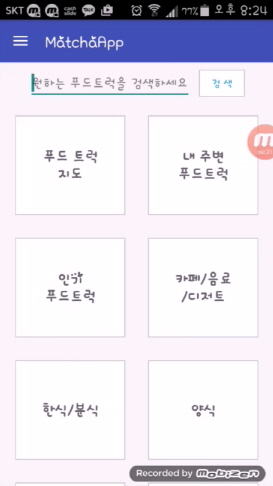 SKT 77% 오후 8:24
MatchaApp
원하는 푸드트럭을 검색하세요 검색
푸드 트럭
지도
내 주변
푸드트럭
인기
푸드트럭
카페/음료
/디저트
한식/분식
양식
Recorded by mobizen